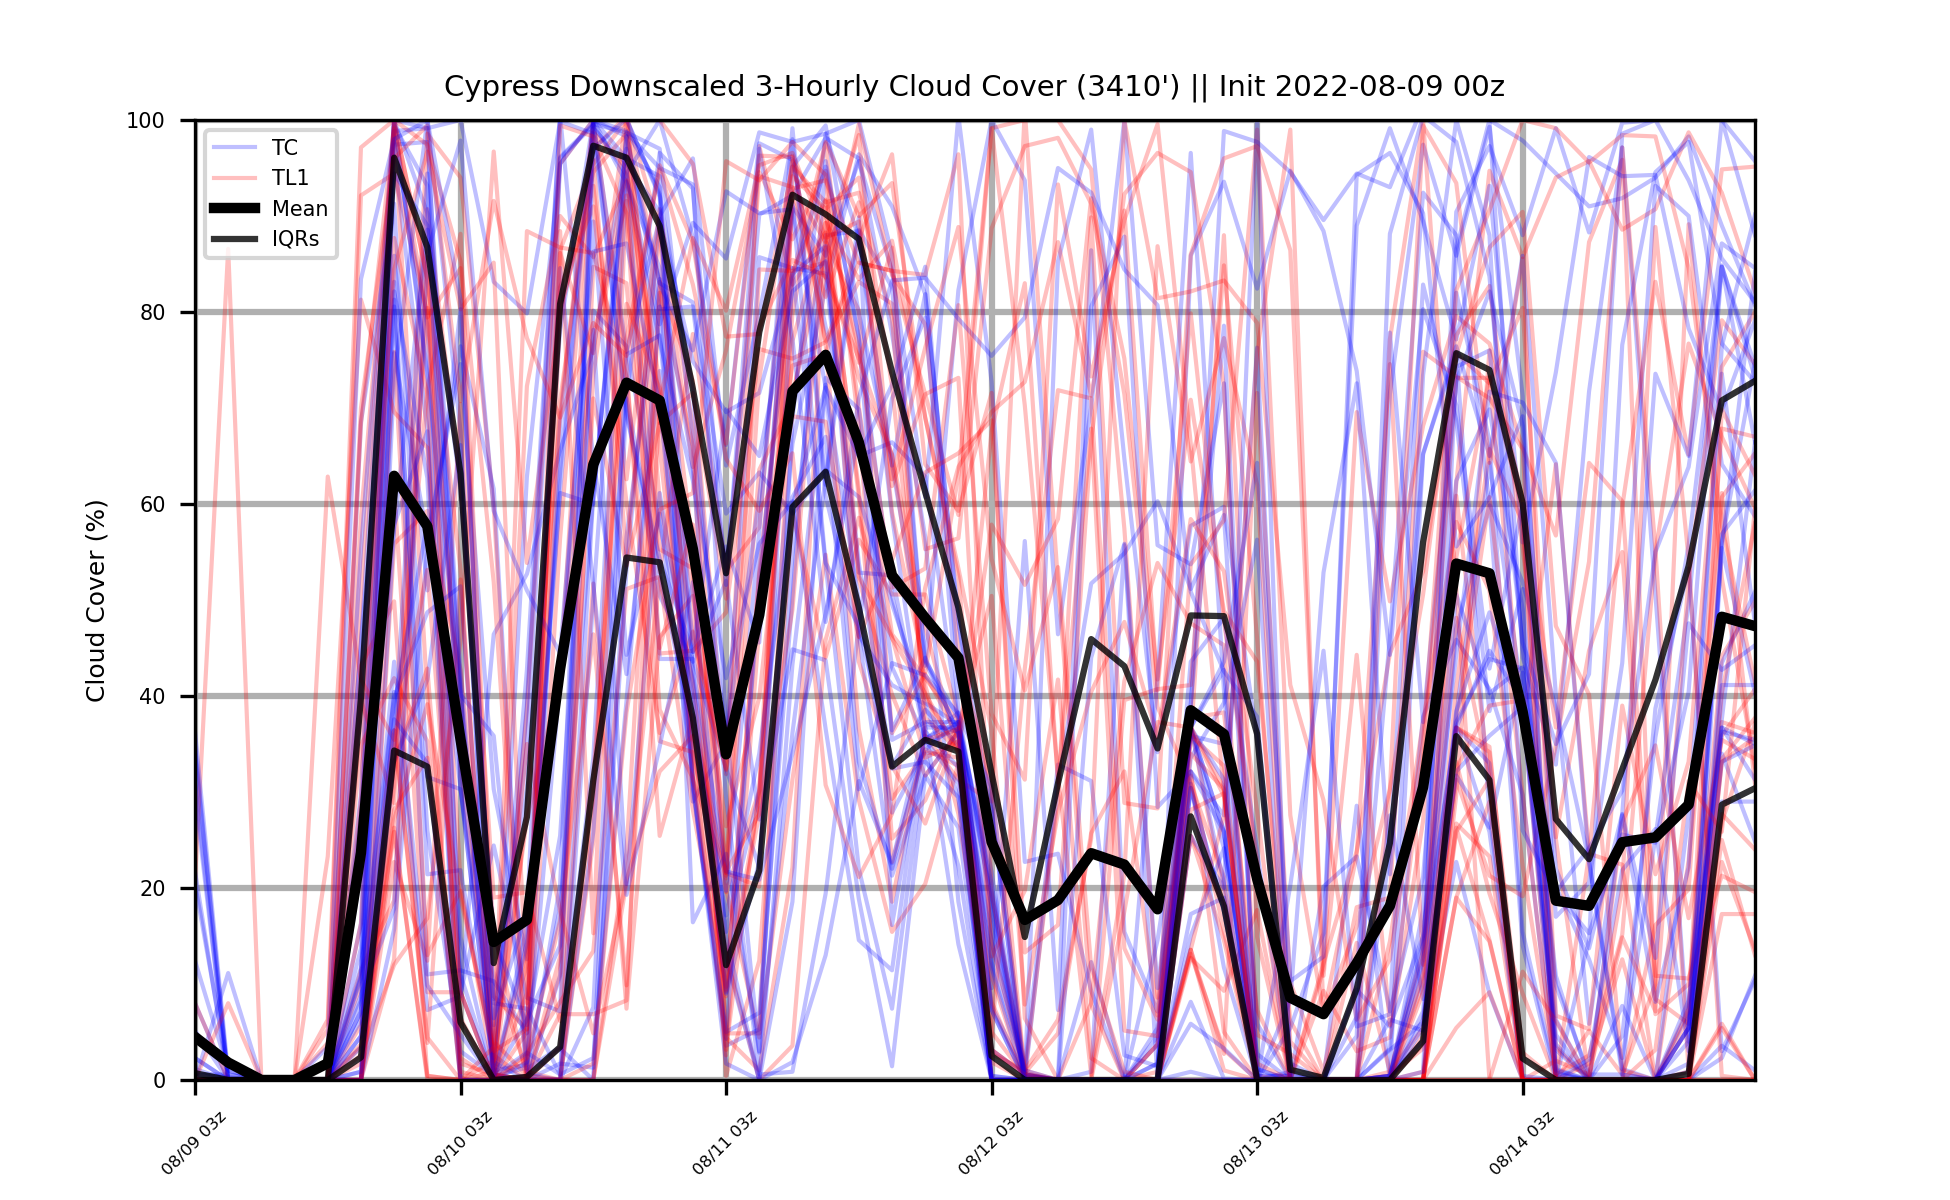 Cypress Downscaled 3-Hourly Cloud Cover (3410') || Init 2022-08-09 00z
TC
TL1
Mean
IQRs
Cloud Cover (%)
100
80
60
40
20
0
08/09 03z
08/10 03z
08/11 03z
08/12 03z
08/13 03z
08/14 03z